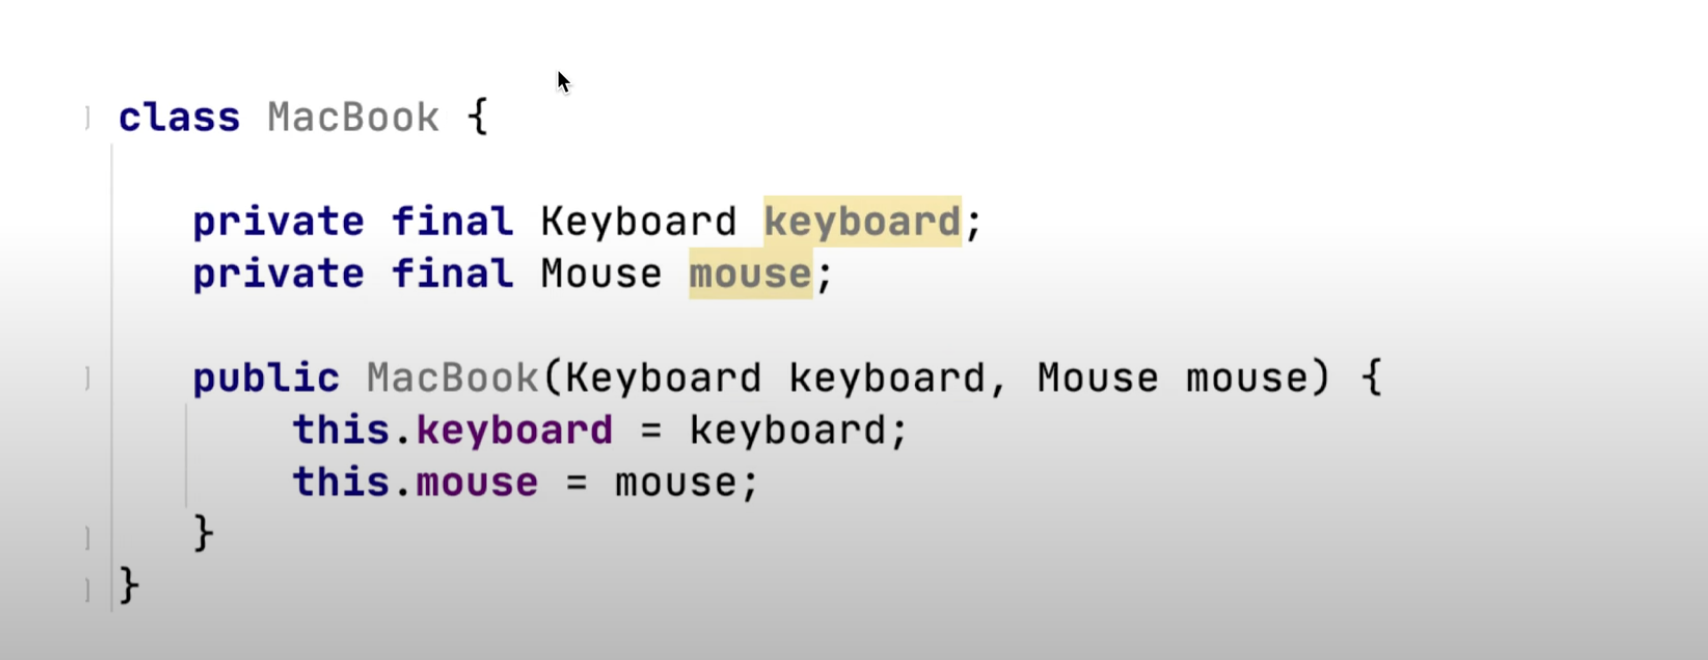 class MacBook {
private final Keyboard keyboard;
private final Mouse mouse;
public MacBook(Keyboard keyboard, Mouse mouse) {
this.keyboard = keyboard;
this.mouse = mouse;
}
}